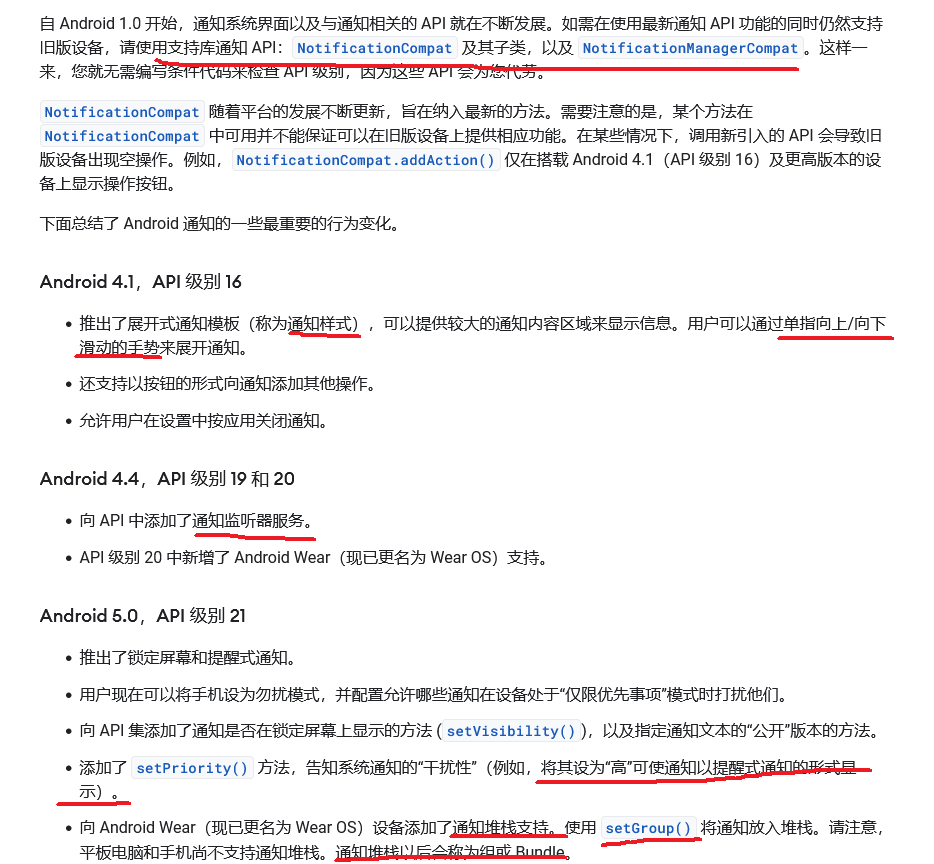 自 Android 1.0 开始，通知系统界面以及与通知相关的 API 就在不断发展。如需在使用最新通知 API 功能的同时仍然支持
旧版设备，请使用支持库通知 API：NotificationCompat 及其子类，以及 NotificationManagerCompat。这样一
来，您就无需编写条件代码来检查 API 级别，因为这些 API 会为您代劳。
NotificationCompat 随着平台的发展不断更新，旨在纳入最新的方法。需要注意的是，某个方法在
NotificationCompat 中可用并不能保证可以在旧版设备上提供相应功能。在某些情况下，调用新引入的 API 会导致旧
版设备出现空操作。例如，NotificationCompat.addAction() 仅在搭载 Android 4.1（API 级别 16）及更高版本的设
备上显示操作按钮。
下面总结了 Android 通知的一些最重要的行为变化。
Android 4.1，API 级别 16
• 推出了展开式通知模板（称为通知样式），可以提供较大的通知内容区域来显示信息。用户可以通过单指向上/向下
滑动的手势来展开通知。
• 还支持以按钮的形式向通知添加其他操作。
• 允许用户在设置中按应用关闭通知。
Android 4.4，API 级别 19 和 20
• 向 API 中添加了通知监听器服务。
• API 级别 20 中新增了 Android Wear（现已更名为 Wear OS）支持。
Android 5.0，API 级别 21
• 推出了锁定屏幕和提醒式通知。
• 用户现在可以将手机设为勿扰模式，并配置允许哪些通知在设备处于“仅限优先事项”模式时打扰他们。
• 向 API 集添加了通知是否在锁定屏幕上显示的方法 (setVisibility())，以及指定通知文本的“公开”版本的方法。
• 添加了 setPriority() 方法，告知系统通知的“干扰性”（例如，将其设为“高”可使通知以提醒式通知的形式显
示）。
• 向 Android Wear（现已更名为 Wear OS）设备添加了通知堆栈支持。使用 setGroup() 将通知放入堆栈。请注意，
平板电脑和手机尚不支持通知堆栈。通知堆栈以后会称为组或 Bundle。